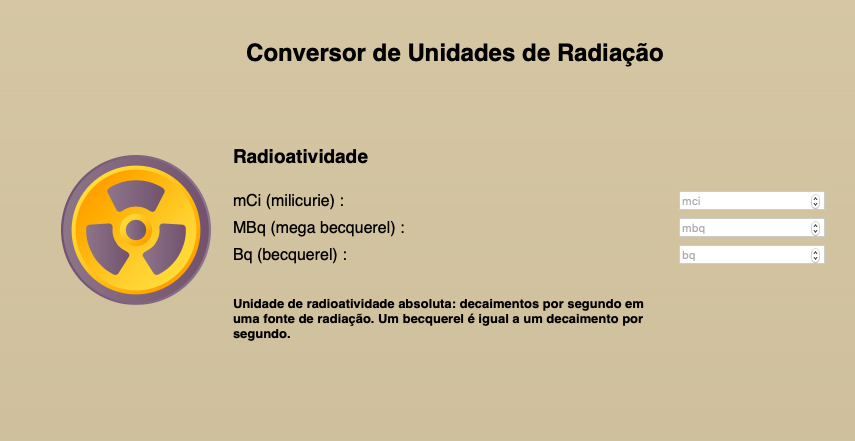 Conversor de Unidades de Radiação
Radioatividade
mCi (milicurie) :
mci
MBq (mega becquerel) :
mbq
Bq (becquerel) :
bq
Unidade de radioatividade absoluta: decaimentos por segundo em
uma fonte de radiação. Um becquerel é igual a um decaimento por
segundo.